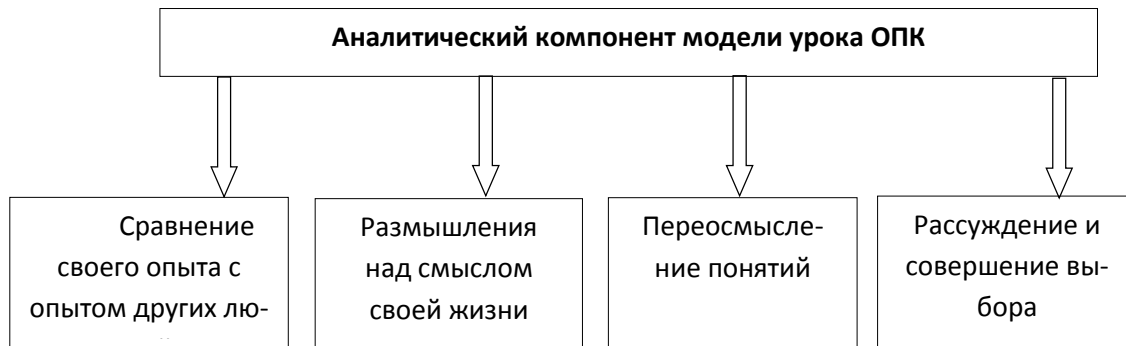 Аналитический компонент модели урока ОПК
Сравнение
своего опыта с
опытом других лю-
Размышления
над смыслом
своей жизни
Переосмысле-
ние понятий
Рассуждение и
совершение вы-
бора